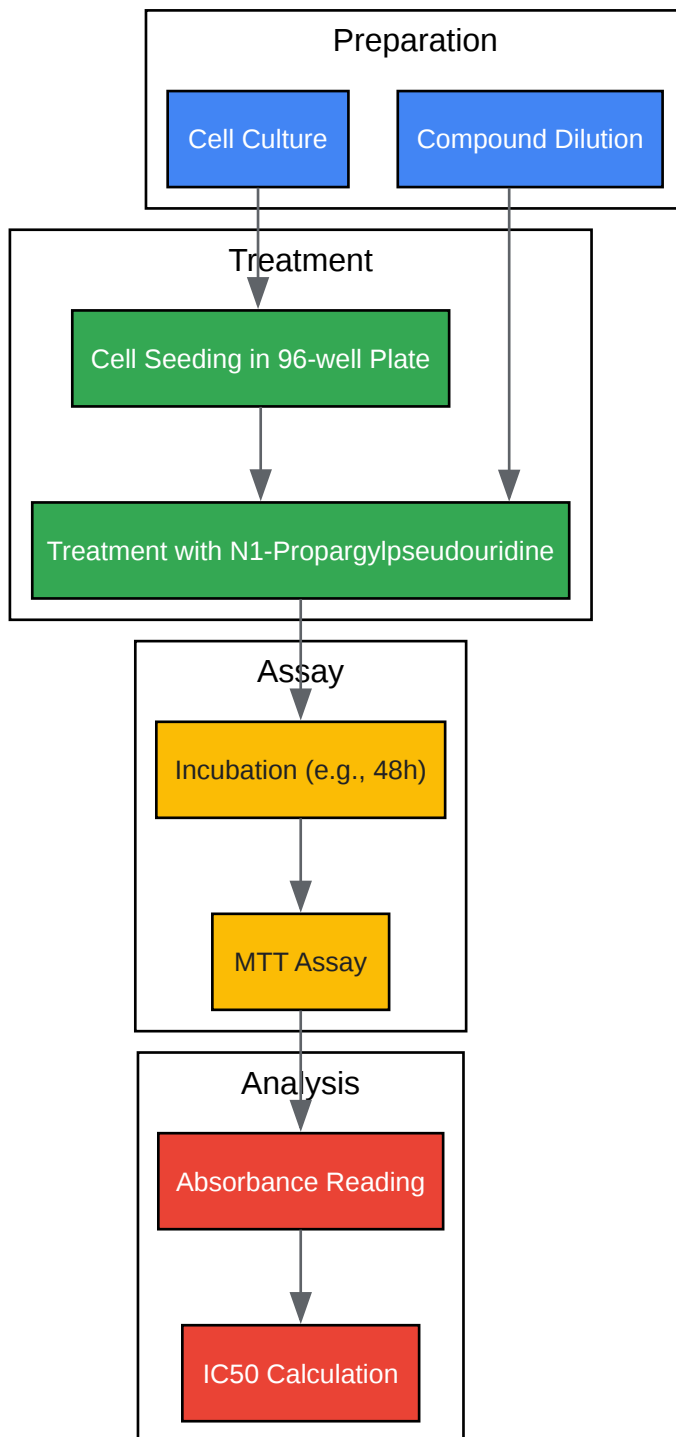 Preparation
Cell Culture
Compound Dilution
Treatment
Cell Seeding in 96-well Plate
Treatment with N1-Propargylpseudouridine
Assay
Incubation (e.g., 48h)
MTT Assay
Analysis
Absorbance Reading
IC50 Calculation